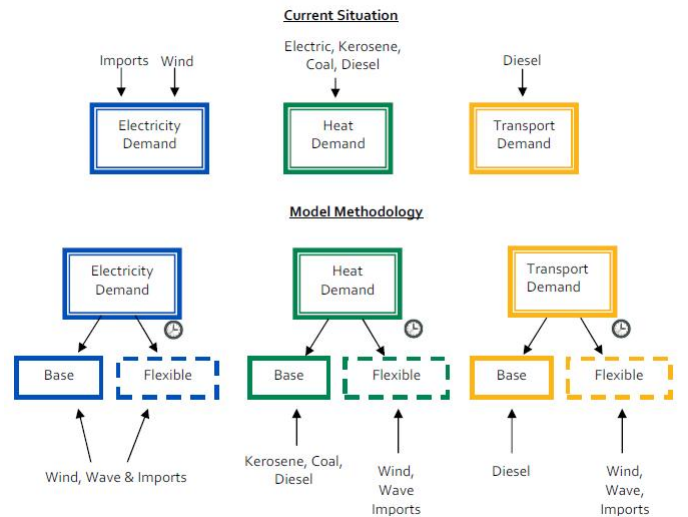 Current Situation
Imports
Wind
Electric, Kerosene,
Coal, Diesel
Diesel
Electricity
Demand
Heat
Demand
Transport
Demand
Model Methodology
Electricity
Demand
Heat
Demand
Transport
Demand
Base
Flexible
Base
Flexible
Base
Flexible
Wind, Wave & Imports
Kerosene, Coal,
Diesel
Wind,
Wave
Imports
Diesel
Wind,
Wave,
Imports